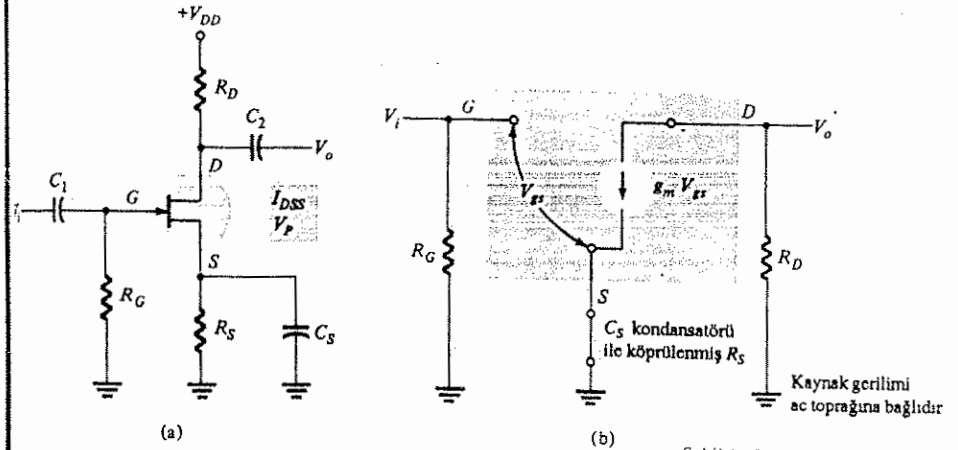 +V_DD
R_D
C_2
V_o
D
C_1
G
I_DSS
V_P
S
R_G
R_S
C_S
(a)
V_i
G
D
V_o
V_gs
g_m V_gs
R_G
R_D
S
C_S kondansatörü
ile köprülenmiş R_S
Kaynak gerilimi
ac toprağına bağlıdır
(b)